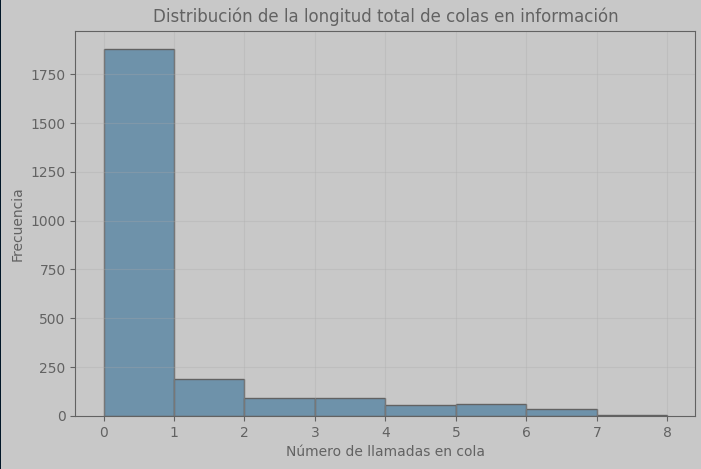 Distribución de la longitud total de colas en información
1750
1500
1250
1000
750
500
250
0
Frecuencia
0 1 2 3 4 5 6 7 8
Número de llamadas en cola